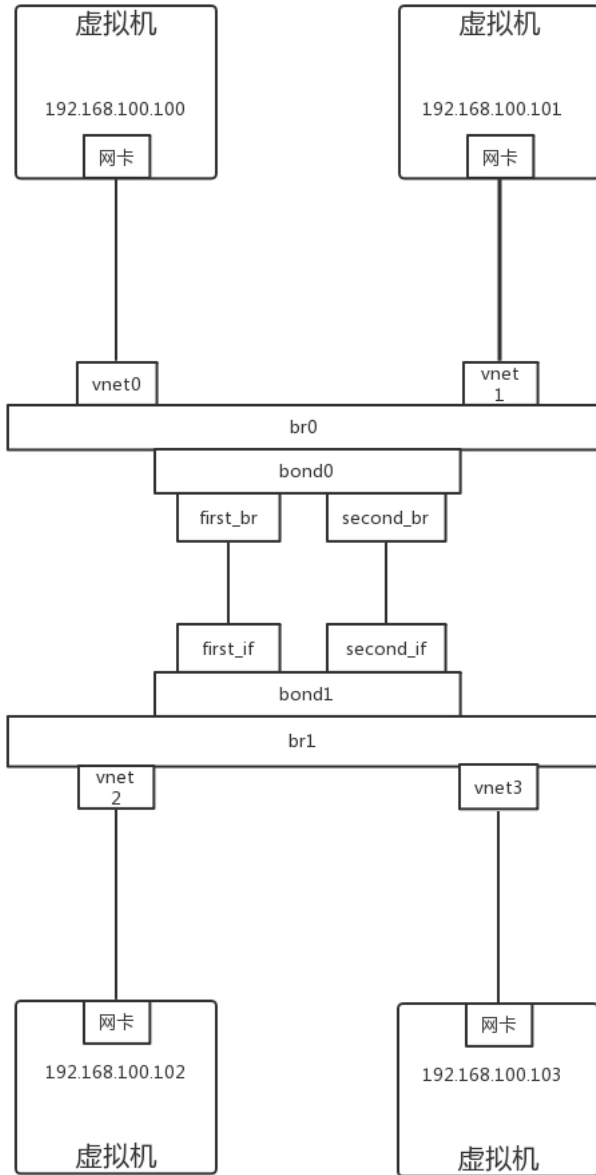 虚拟机 虚拟机
192.168.100.100 192.168.100.101
网卡 网卡
vnet0 vnet
1
br0
bond0
first_br second_br
first_if second_if
bond1
br1
vnet
2 vnet3
网卡 网卡
192.168.100.102 192.168.100.103
虚拟机 虚拟机